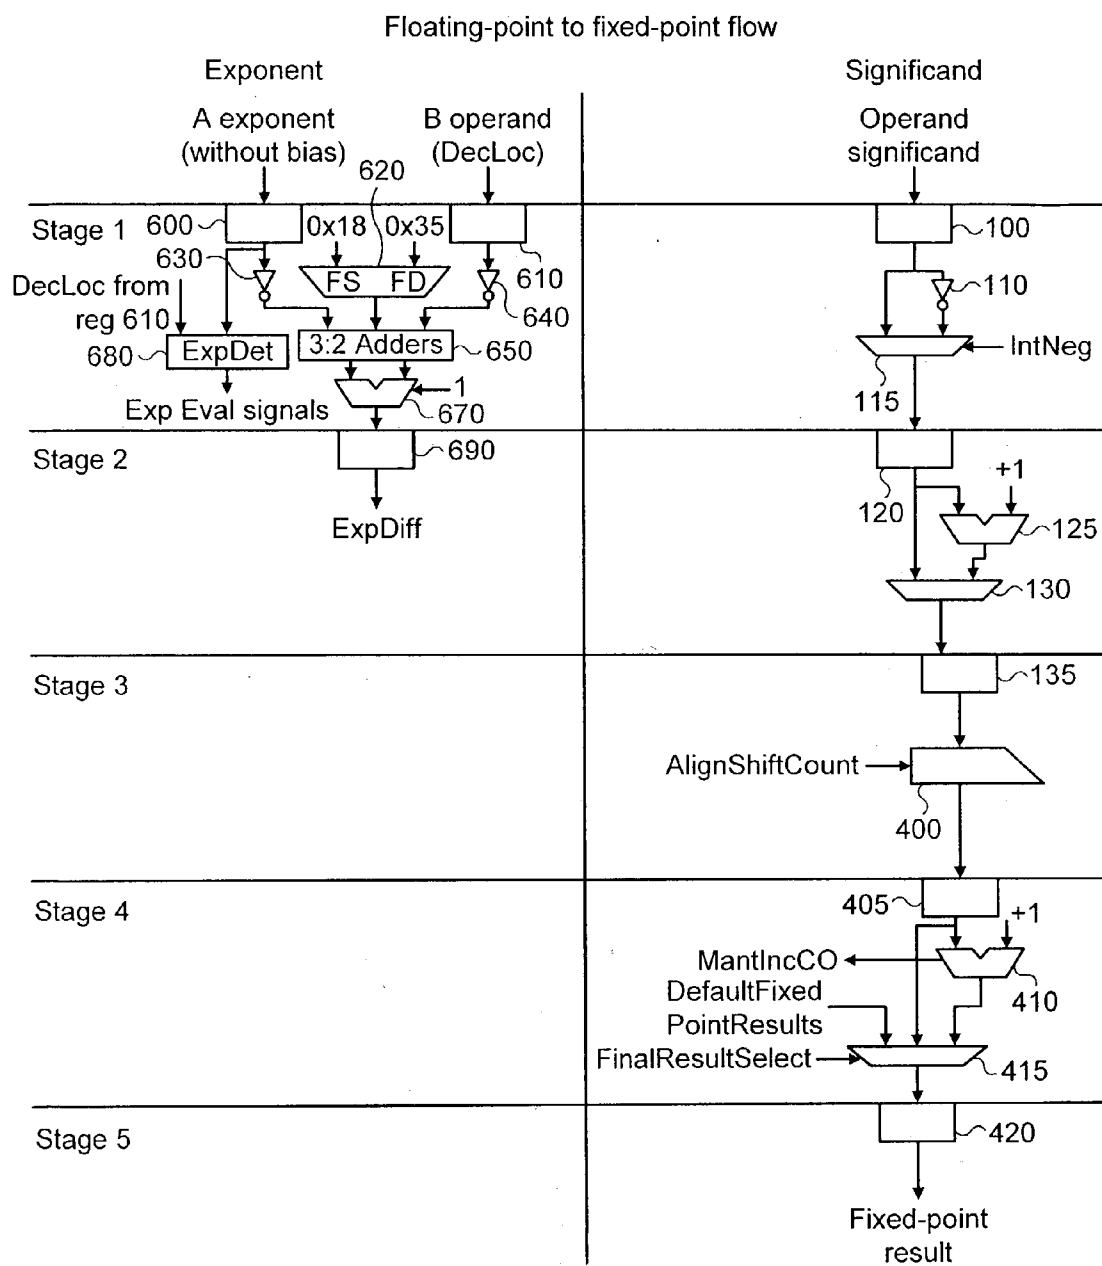 Floating-point to fixed-point flow
Exponent
Significand
A exponent
(without bias)
B operand
(DecLoc)
Operand
significand
620
Stage 1
600
0x18
0x35
100
630
610
FS
FD
110
DecLoc from
reg 610
640
680
ExpDet
3:2 Adders
650
IntNeg
115
1
Exp Eval signals
670
Stage 2
690
120
+1
ExpDiff
125
130
Stage 3
135
AlignShiftCount
400
Stage 4
405
+1
MantIncCO
410
DefaultFixed
PointResults
FinalResultSelect
415
Stage 5
420
Fixed-point
result